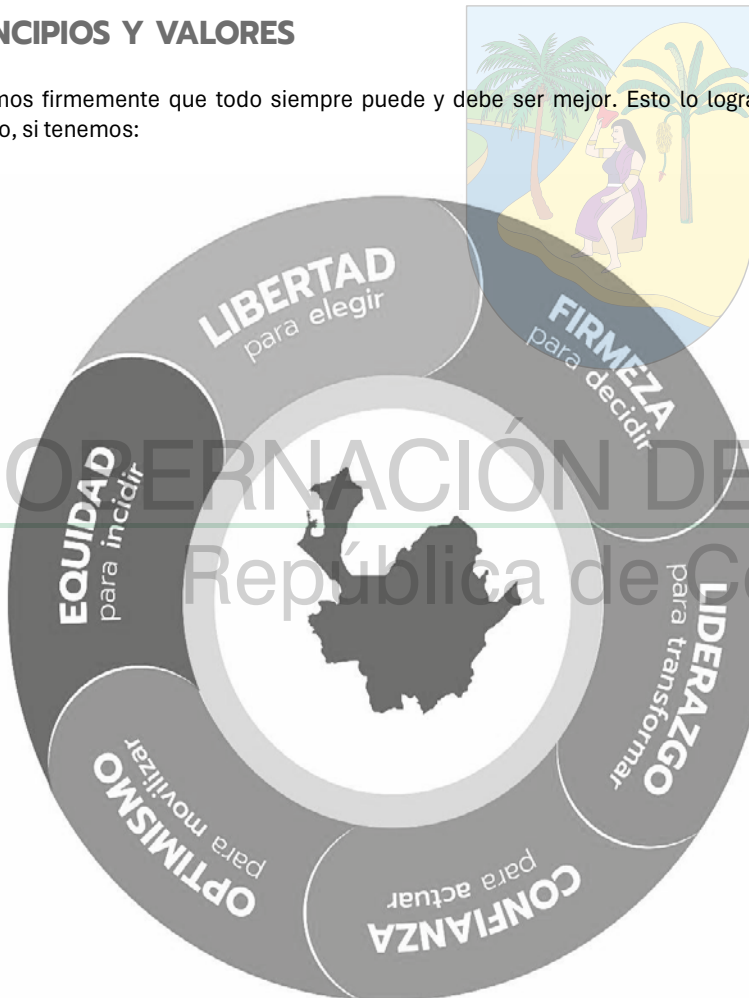 NCIPIOS Y VALORES
mos firmemente que todo siempre puede y debe ser mejor. Esto lo logra
o, si tenemos:
LIBERTAD
para elegir
FIRMEZA
para decidir
LIDERAZGO
para transformar
CONFIANZA
para actuar
OPTIMISMO
para movilizar
EQUIDAD
para incidir
OBERNACIÓN DE
República de Co